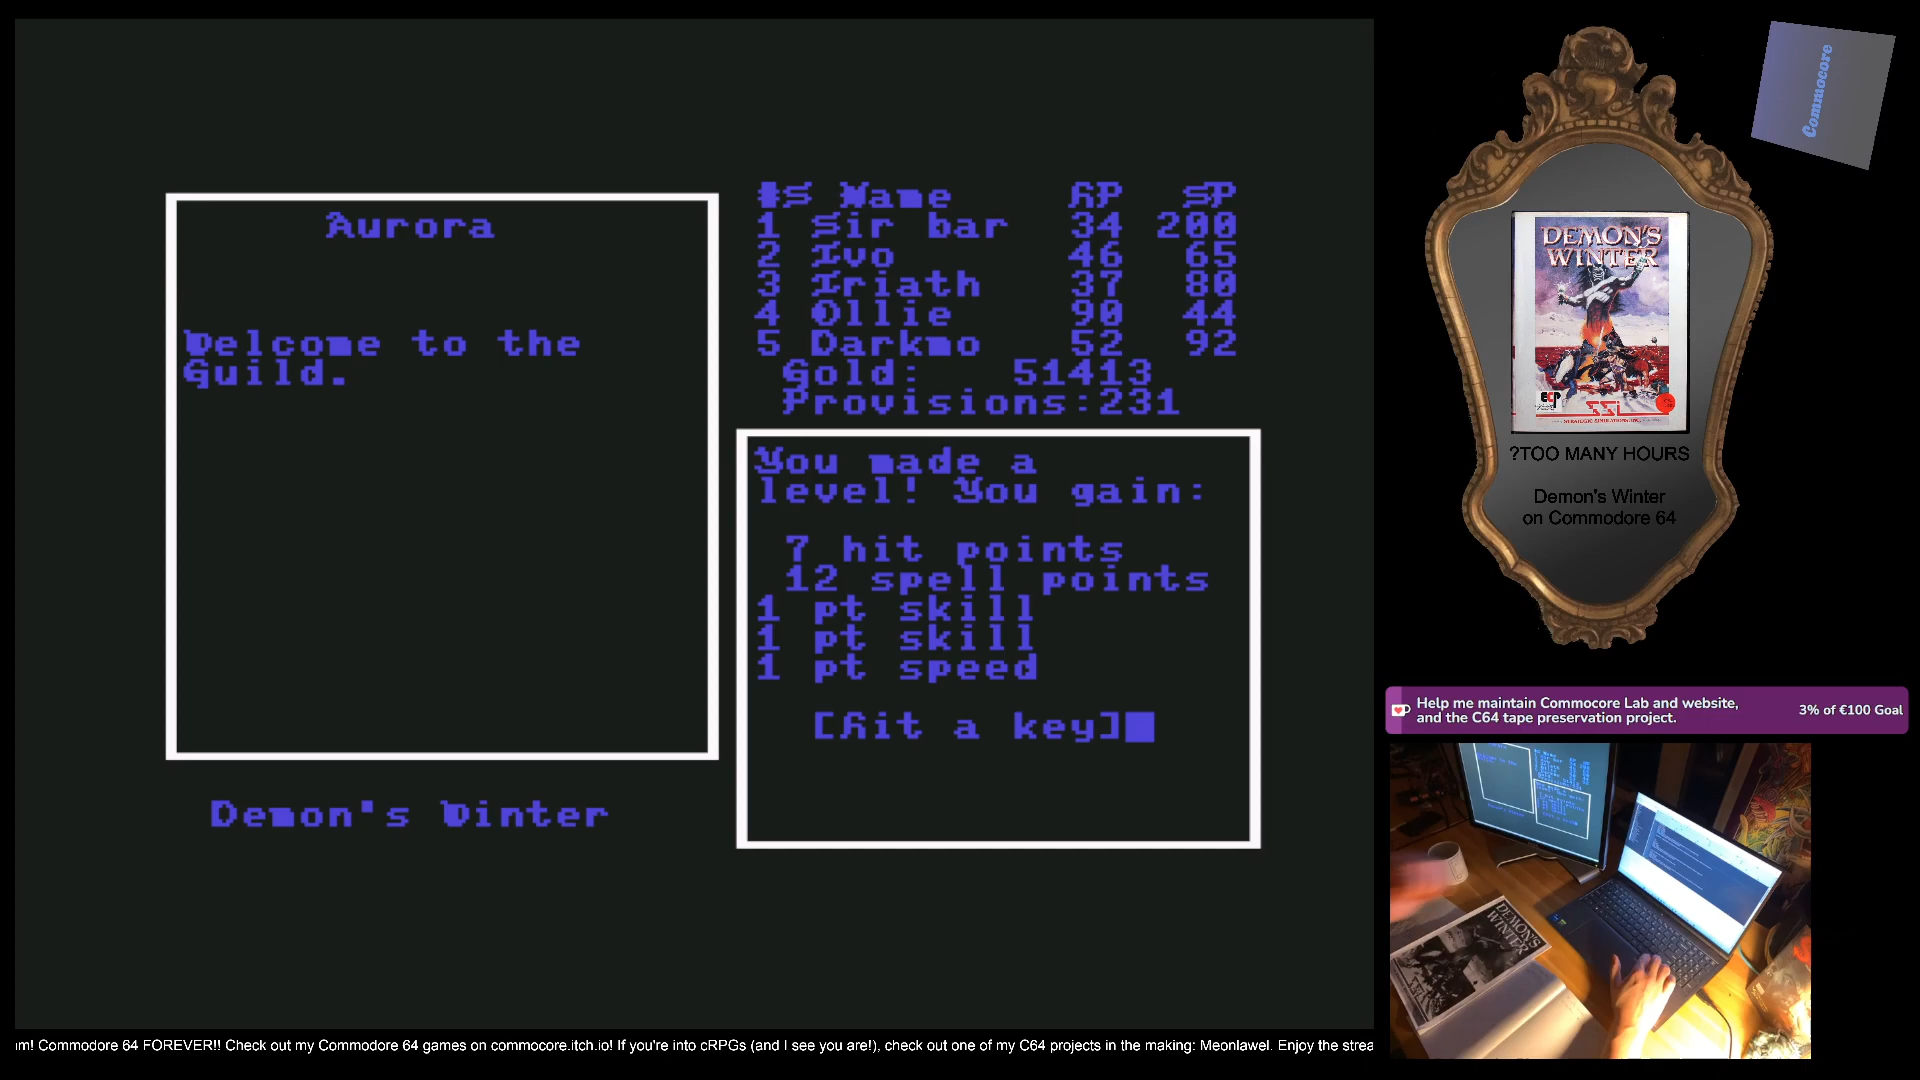 Aurora
Welcome to the
Guild.
Demon's Winter
#S Name HP SP
1 Sir bar 34 200
2 Ivo 46 65
3 Iriath 37 80
4 Ollie 90 44
5 Darkmo 52 92
Gold: 51413
Provisions:231
You made a
level! You gain:
7 hit points
12 spell points
1 pt skill
1 pt skill
1 pt speed
[Hit a key]
Commocore
DEMON'S
WINTER
ECP
SSI
STRATEGIC SIMULATIONS, INC.
?TOO MANY HOURS
Demon's Winter
on Commodore 64
Help me maintain Commocore Lab and website,
and the C64 tape preservation project.
3% of €100 Goal
DEMON'S
WINTER
m! Commodore 64 FOREVER!! Check out my Commodore 64 games on commocore.itch.io! If you're into cRPGs (and I see you are!), check out one of my C64 projects in the making: Meonlawel. Enjoy the strea